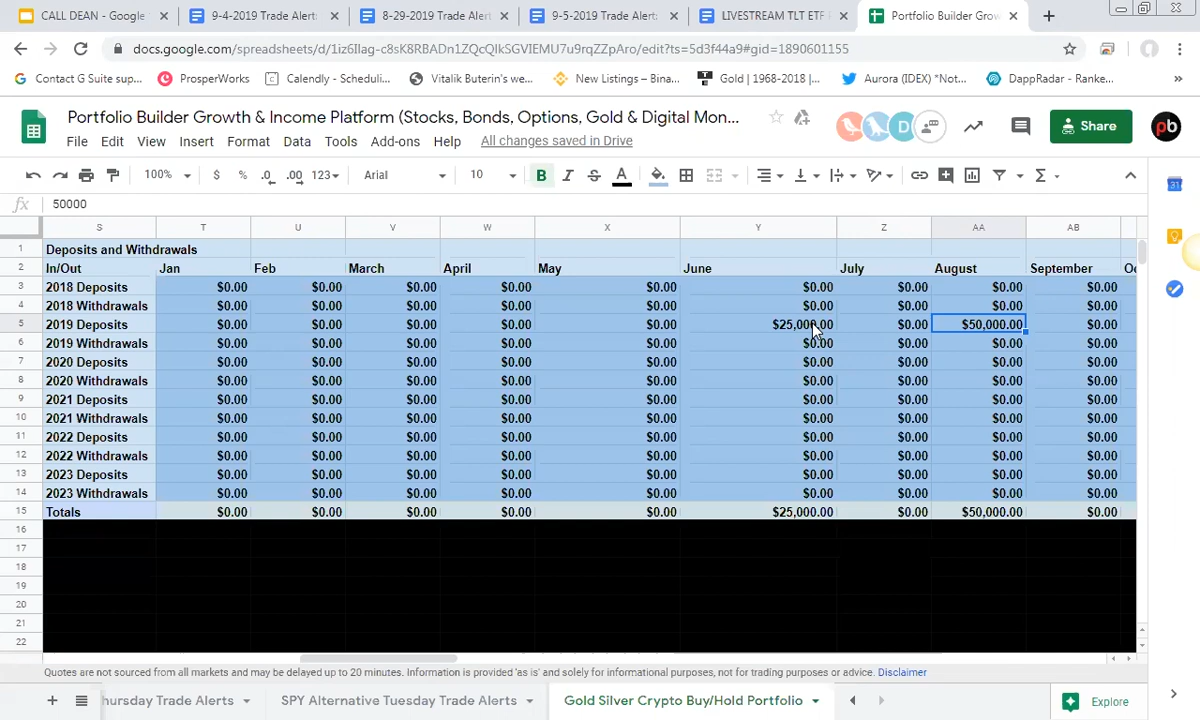 CALL DEAN - Google
9-4-2019 Trade Alert:
8-29-2019 Trade Alert
9-5-2019 Trade Alert:
LIVESTREAM TLT ETF
Portfolio Builder Grow
docs.google.com/spreadsheets/d/1iz6Ilag-c8sK8RBADn1ZQcQlkSGVIEMU7u9rqZZpAro/edit?ts=5d3f44a9#gid=1890601155
Contact G Suite sup...
ProsperWorks
Calendly - Scheduli...
Vitalik Buterin's we...
New Listings – Bina...
Gold | 1968-2018 |...
Aurora (IDEX) *Not...
DappRadar - Ranke...
»
Portfolio Builder Growth & Income Platform (Stocks, Bonds, Options, Gold & Digital Mon...
D
Share
pb
File Edit View Insert Format Data Tools Add-ons Help All changes saved in Drive
100% $ % .0 .00 123 Arial 10 B I S A Σ
31
fx 50000
S T U V W X Y Z AA AB
1 Deposits and Withdrawals
2 In/Out Jan Feb March April May June July August September Oc
3 2018 Deposits $0.00 $0.00 $0.00 $0.00 $0.00 $0.00 $0.00 $0.00 $0.00
4 2018 Withdrawals $0.00 $0.00 $0.00 $0.00 $0.00 $0.00 $0.00 $0.00 $0.00
5 2019 Deposits $0.00 $0.00 $0.00 $0.00 $0.00 $25,000.00 $0.00 $50,000.00 $0.00
6 2019 Withdrawals $0.00 $0.00 $0.00 $0.00 $0.00 $0.00 $0.00 $0.00 $0.00
7 2020 Deposits $0.00 $0.00 $0.00 $0.00 $0.00 $0.00 $0.00 $0.00 $0.00
8 2020 Withdrawals $0.00 $0.00 $0.00 $0.00 $0.00 $0.00 $0.00 $0.00 $0.00
9 2021 Deposits $0.00 $0.00 $0.00 $0.00 $0.00 $0.00 $0.00 $0.00 $0.00
10 2021 Withdrawals $0.00 $0.00 $0.00 $0.00 $0.00 $0.00 $0.00 $0.00 $0.00
11 2022 Deposits $0.00 $0.00 $0.00 $0.00 $0.00 $0.00 $0.00 $0.00 $0.00
12 2022 Withdrawals $0.00 $0.00 $0.00 $0.00 $0.00 $0.00 $0.00 $0.00 $0.00
13 2023 Deposits $0.00 $0.00 $0.00 $0.00 $0.00 $0.00 $0.00 $0.00 $0.00
14 2023 Withdrawals $0.00 $0.00 $0.00 $0.00 $0.00 $0.00 $0.00 $0.00 $0.00
15 Totals $0.00 $0.00 $0.00 $0.00 $0.00 $25,000.00 $0.00 $50,000.00 $0.00
16
17
18
19
20
21
22
Quotes are not sourced from all markets and may be delayed up to 20 minutes. Information is provided 'as is' and solely for informational purposes, not for trading purposes or advice. Disclaimer
hursday Trade Alerts
SPY Alternative Tuesday Trade Alerts
Gold Silver Crypto Buy/Hold Portfolio
Explore